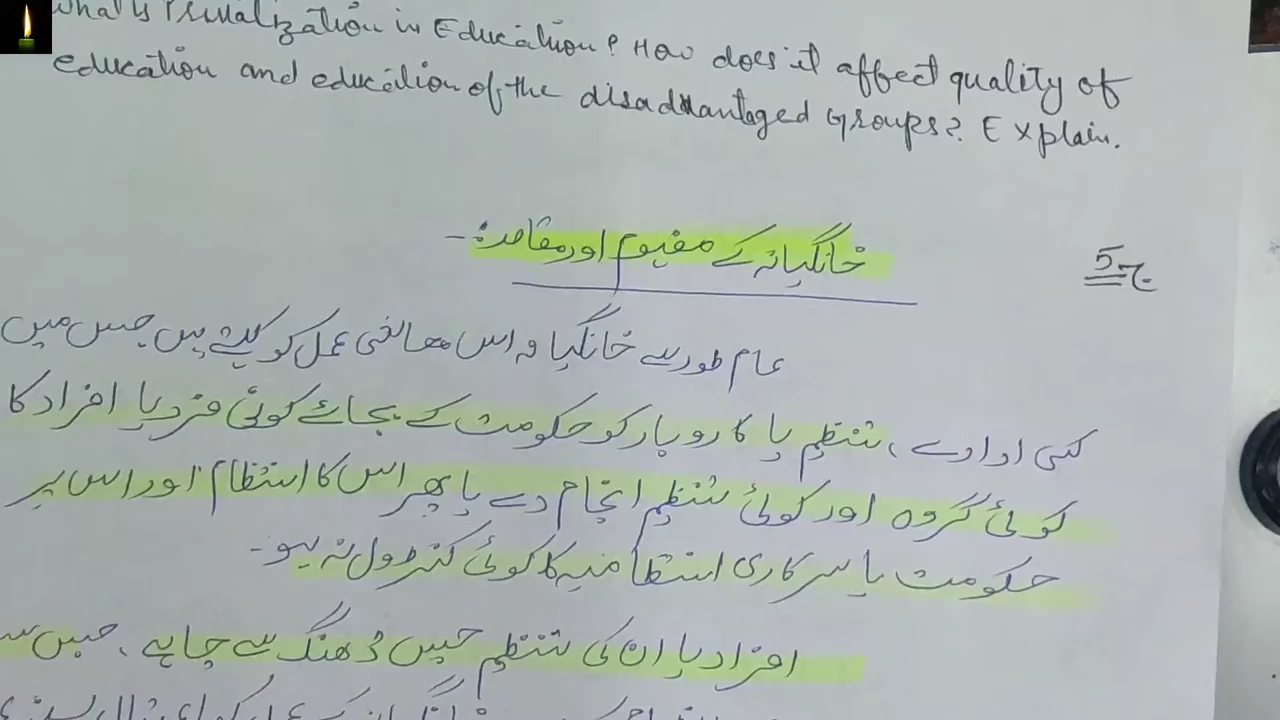 What is Privalization in Education? How does it affect quality of
education and education of the disadvantaged Groups? Explain.
خانگیانہ کے مفہوم اور مقاصد:-
ج5
عام طور سے خانگیانہ اس معاشی عمل کو کہتے ہیں جس میں
کسی ادارے، تنظیم یا کاروبار کو حکومت کے بجائے کوئی فرد یا افراد کا
کوئی گروہ اور کوئی تنظیم انجام دے یا پھر اس کا انتظام اور اس پر
حکومت یا سرکاری انتظامیہ کا کوئی کنٹرول نہ ہو۔
افراد یا ان کی تنظیم جس ڈھنگ سے چاہے، جس سے